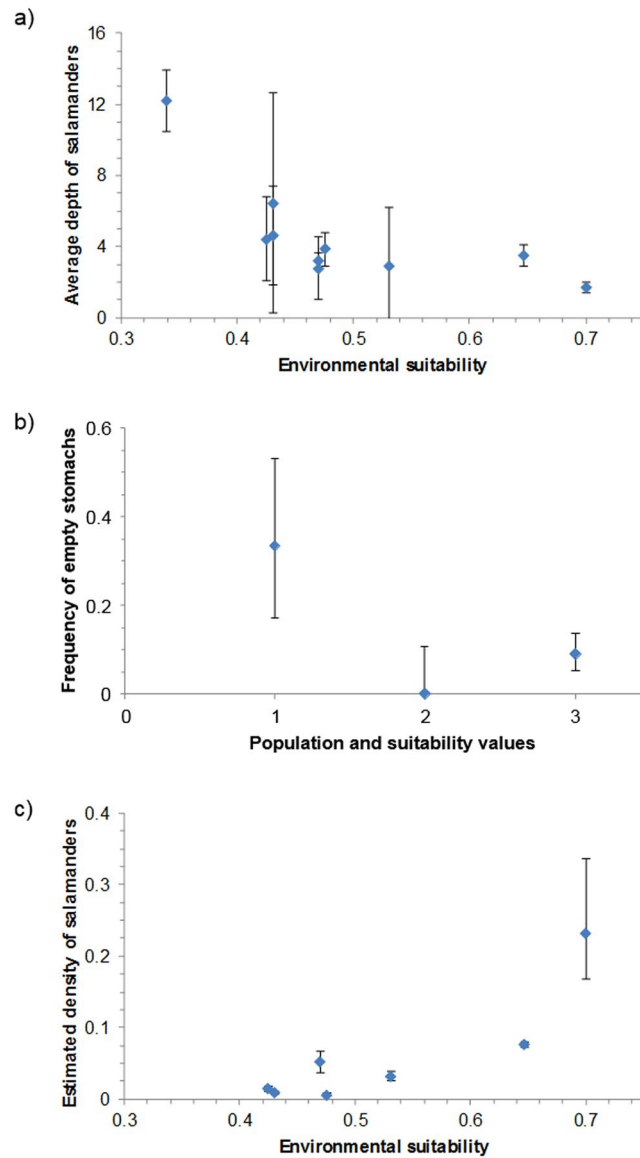 a)
16
12
8
4
0
0.3 0.4 0.5 0.6 0.7
Average depth of salamanders
Environmental suitability
b)
0.6
0.4
0.2
0
0 1 2 3
Frequency of empty stomachs
Population and suitability values
c)
0.4
0.3
0.2
0.1
0
0.3 0.4 0.5 0.6 0.7
Estimated density of salamanders
Environmental suitability